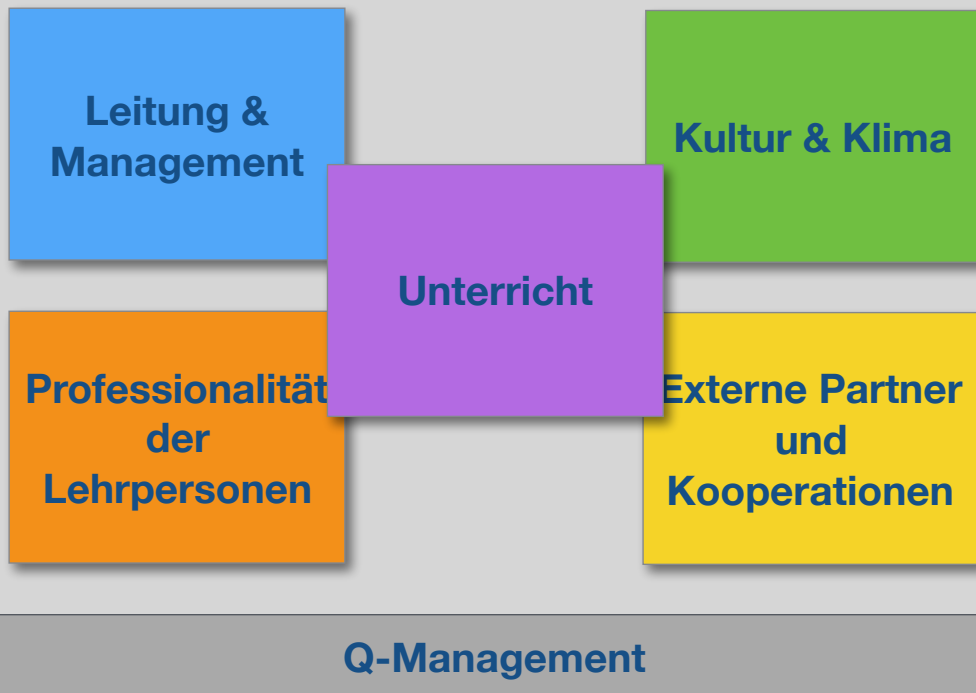 Leitung &
Management
Kultur & Klima
Unterricht
Professionalität
der
Lehrpersonen
Externe Partner
und
Kooperationen
Q-Management